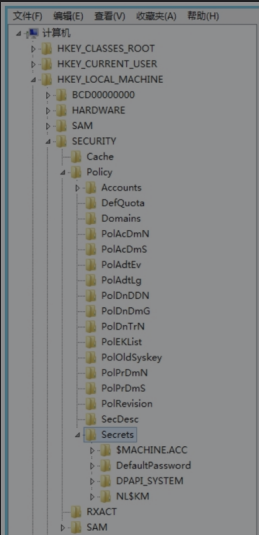 文件(F) 编辑(E) 查看(V) 收藏夹(A) 帮助(H)
计算机
HKEY_CLASSES_ROOT
HKEY_CURRENT_USER
HKEY_LOCAL_MACHINE
BCD00000000
HARDWARE
SAM
SECURITY
Cache
Policy
Accounts
DefQuota
Domains
PolAcDmN
PolAcDmS
PolAdtEv
PolAdtLg
PolDnDDN
PolDnDmG
PolDnTrN
PolEKList
PolOldSyskey
PolPrDmN
PolPrDmS
PolRevision
SecDesc
Secrets
$MACHINE.ACC
DefaultPassword
DPAPI_SYSTEM
NL$KM
RXACT
SAM